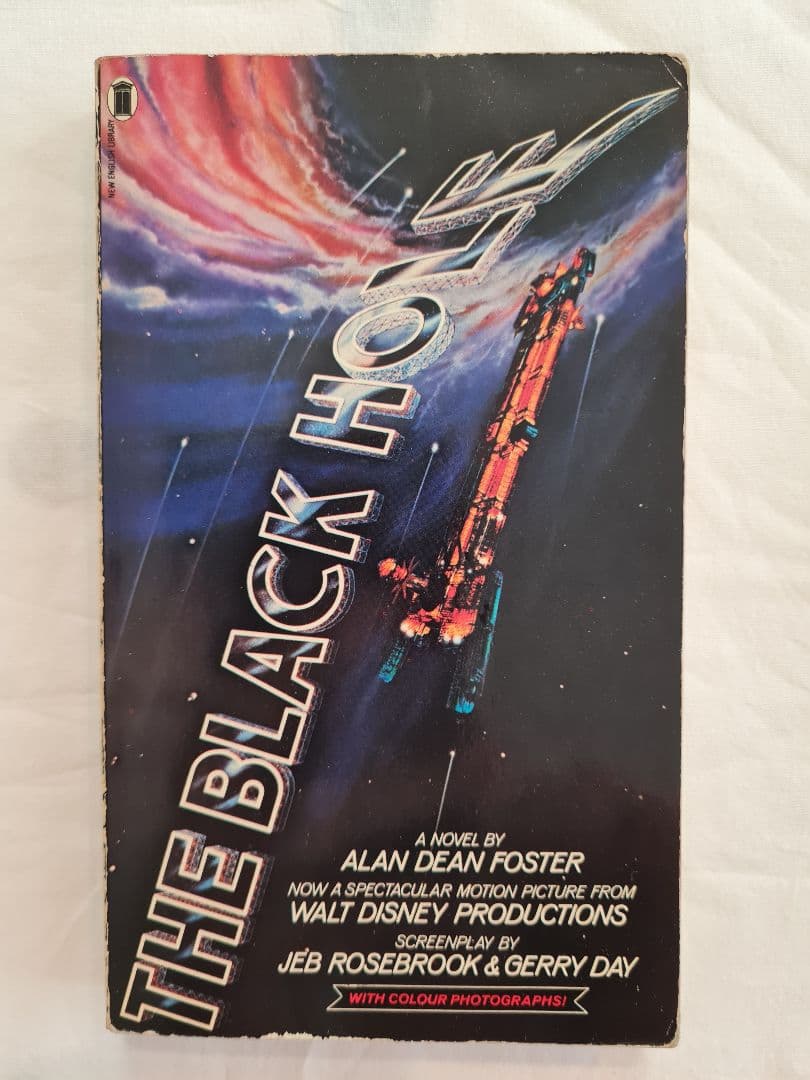 NEW ENGLISH LIBRARY
THE BLACK HOLE
A NOVEL BY
ALAN DEAN FOSTER
NOW A SPECTACULAR MOTION PICTURE FROM
WALT DISNEY PRODUCTIONS
SCREENPLAY BY
JEB ROSEBROOK & GERRY DAY
WITH COLOUR PHOTOGRAPHS!